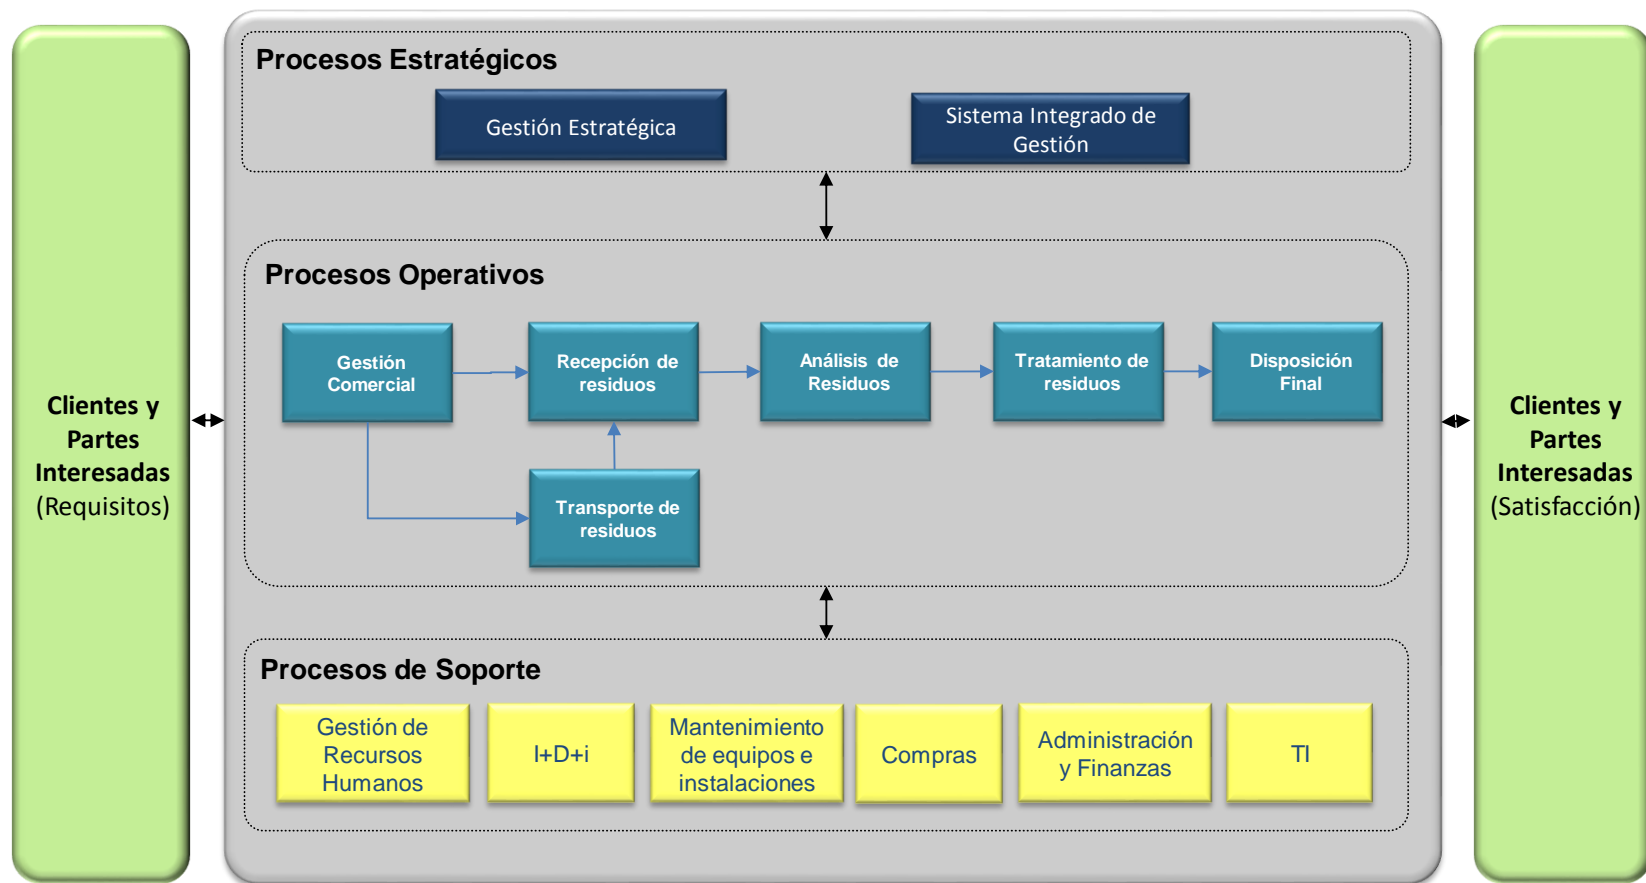 Procesos Estratégicos
Gestión Estratégica
Sistema Integrado de
Gestión
Clientes y
Partes
Interesadas
(Requisitos)
Procesos Operativos
Gestión
Comercial
Recepción de
residuos
Análisis de
Residuos
Tratamiento de
residuos
Disposición
Final
Transporte de
residuos
Procesos de Soporte
Gestión de
Recursos
Humanos
I+D+i
Mantenimiento
de equipos e
instalaciones
Compras
Administración
y Finanzas
TI
Clientes y
Partes
Interesadas
(Satisfacción)